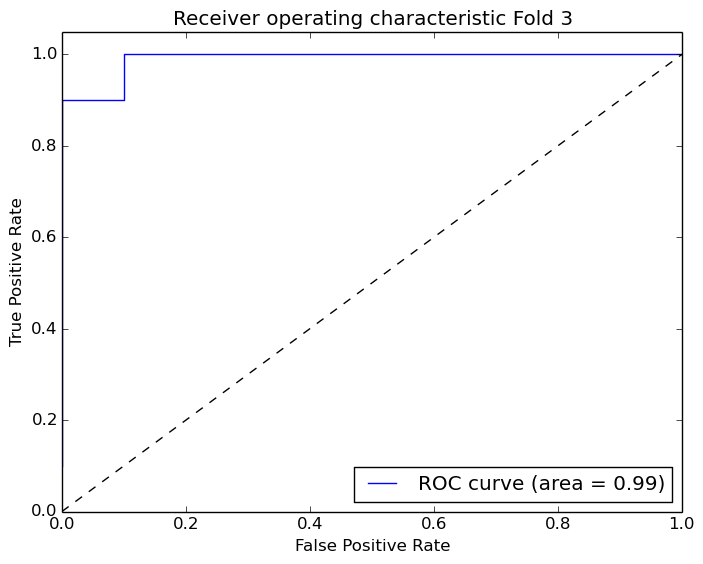 Receiver operating characteristic Fold 3
1.0
0.8
0.6
0.4
0.2
0.0
True Positive Rate
ROC curve (area = 0.99)
0.0 0.2 0.4 0.6 0.8 1.0
False Positive Rate